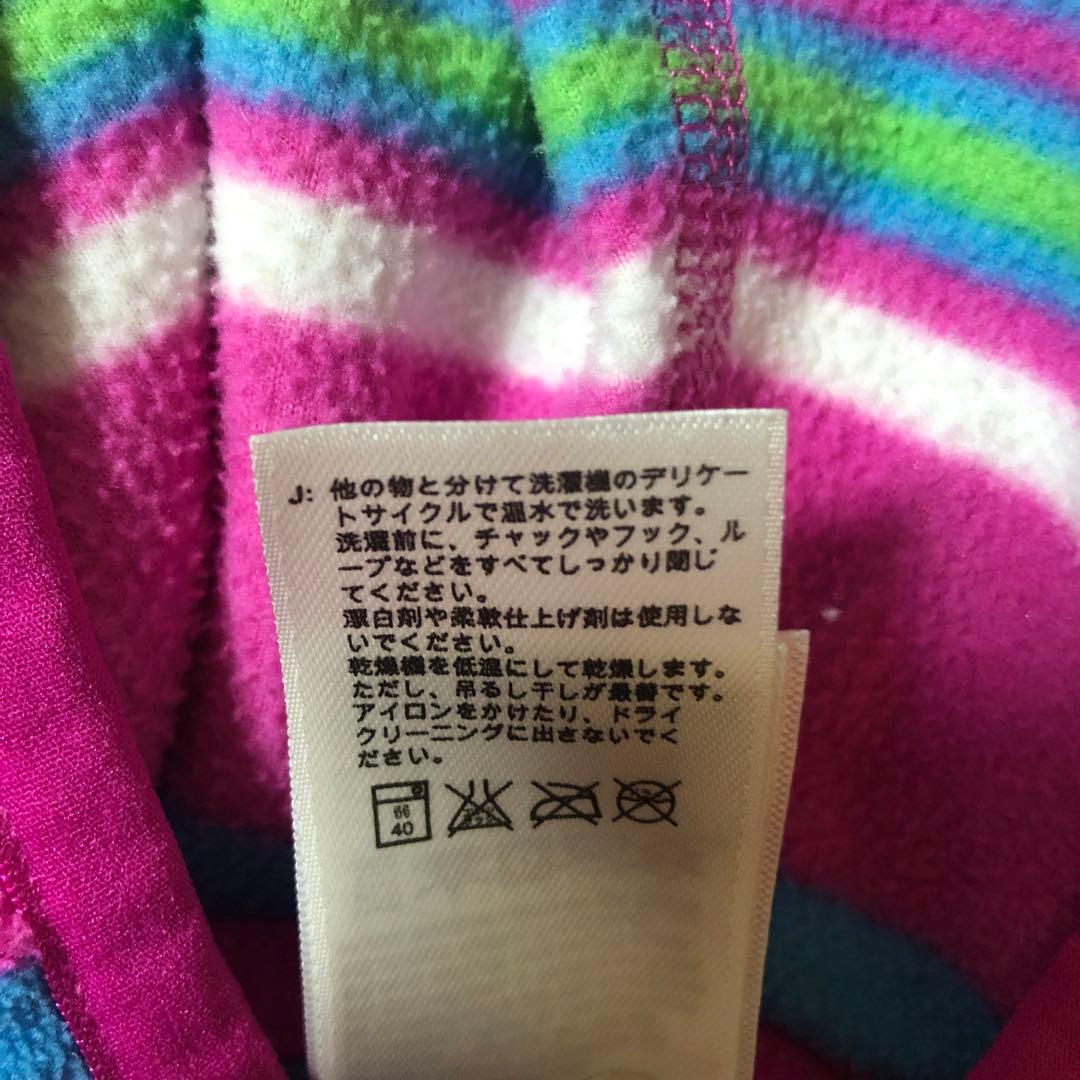 J: 他の物と分けて洗濯機のデリケー
トサイクルで温水で洗います。
洗濯前に、チャックやフック、ル
ープなどをすべてしっかり閉じ
てください。
漂白剤や柔軟仕上げ剤は使用しな
いでください。
乾燥機を低温にして乾燥します。
ただし、吊るし干しが最善です。
アイロンをかけたり、ドライ
クリーニングに出さないでく
ださい。
40